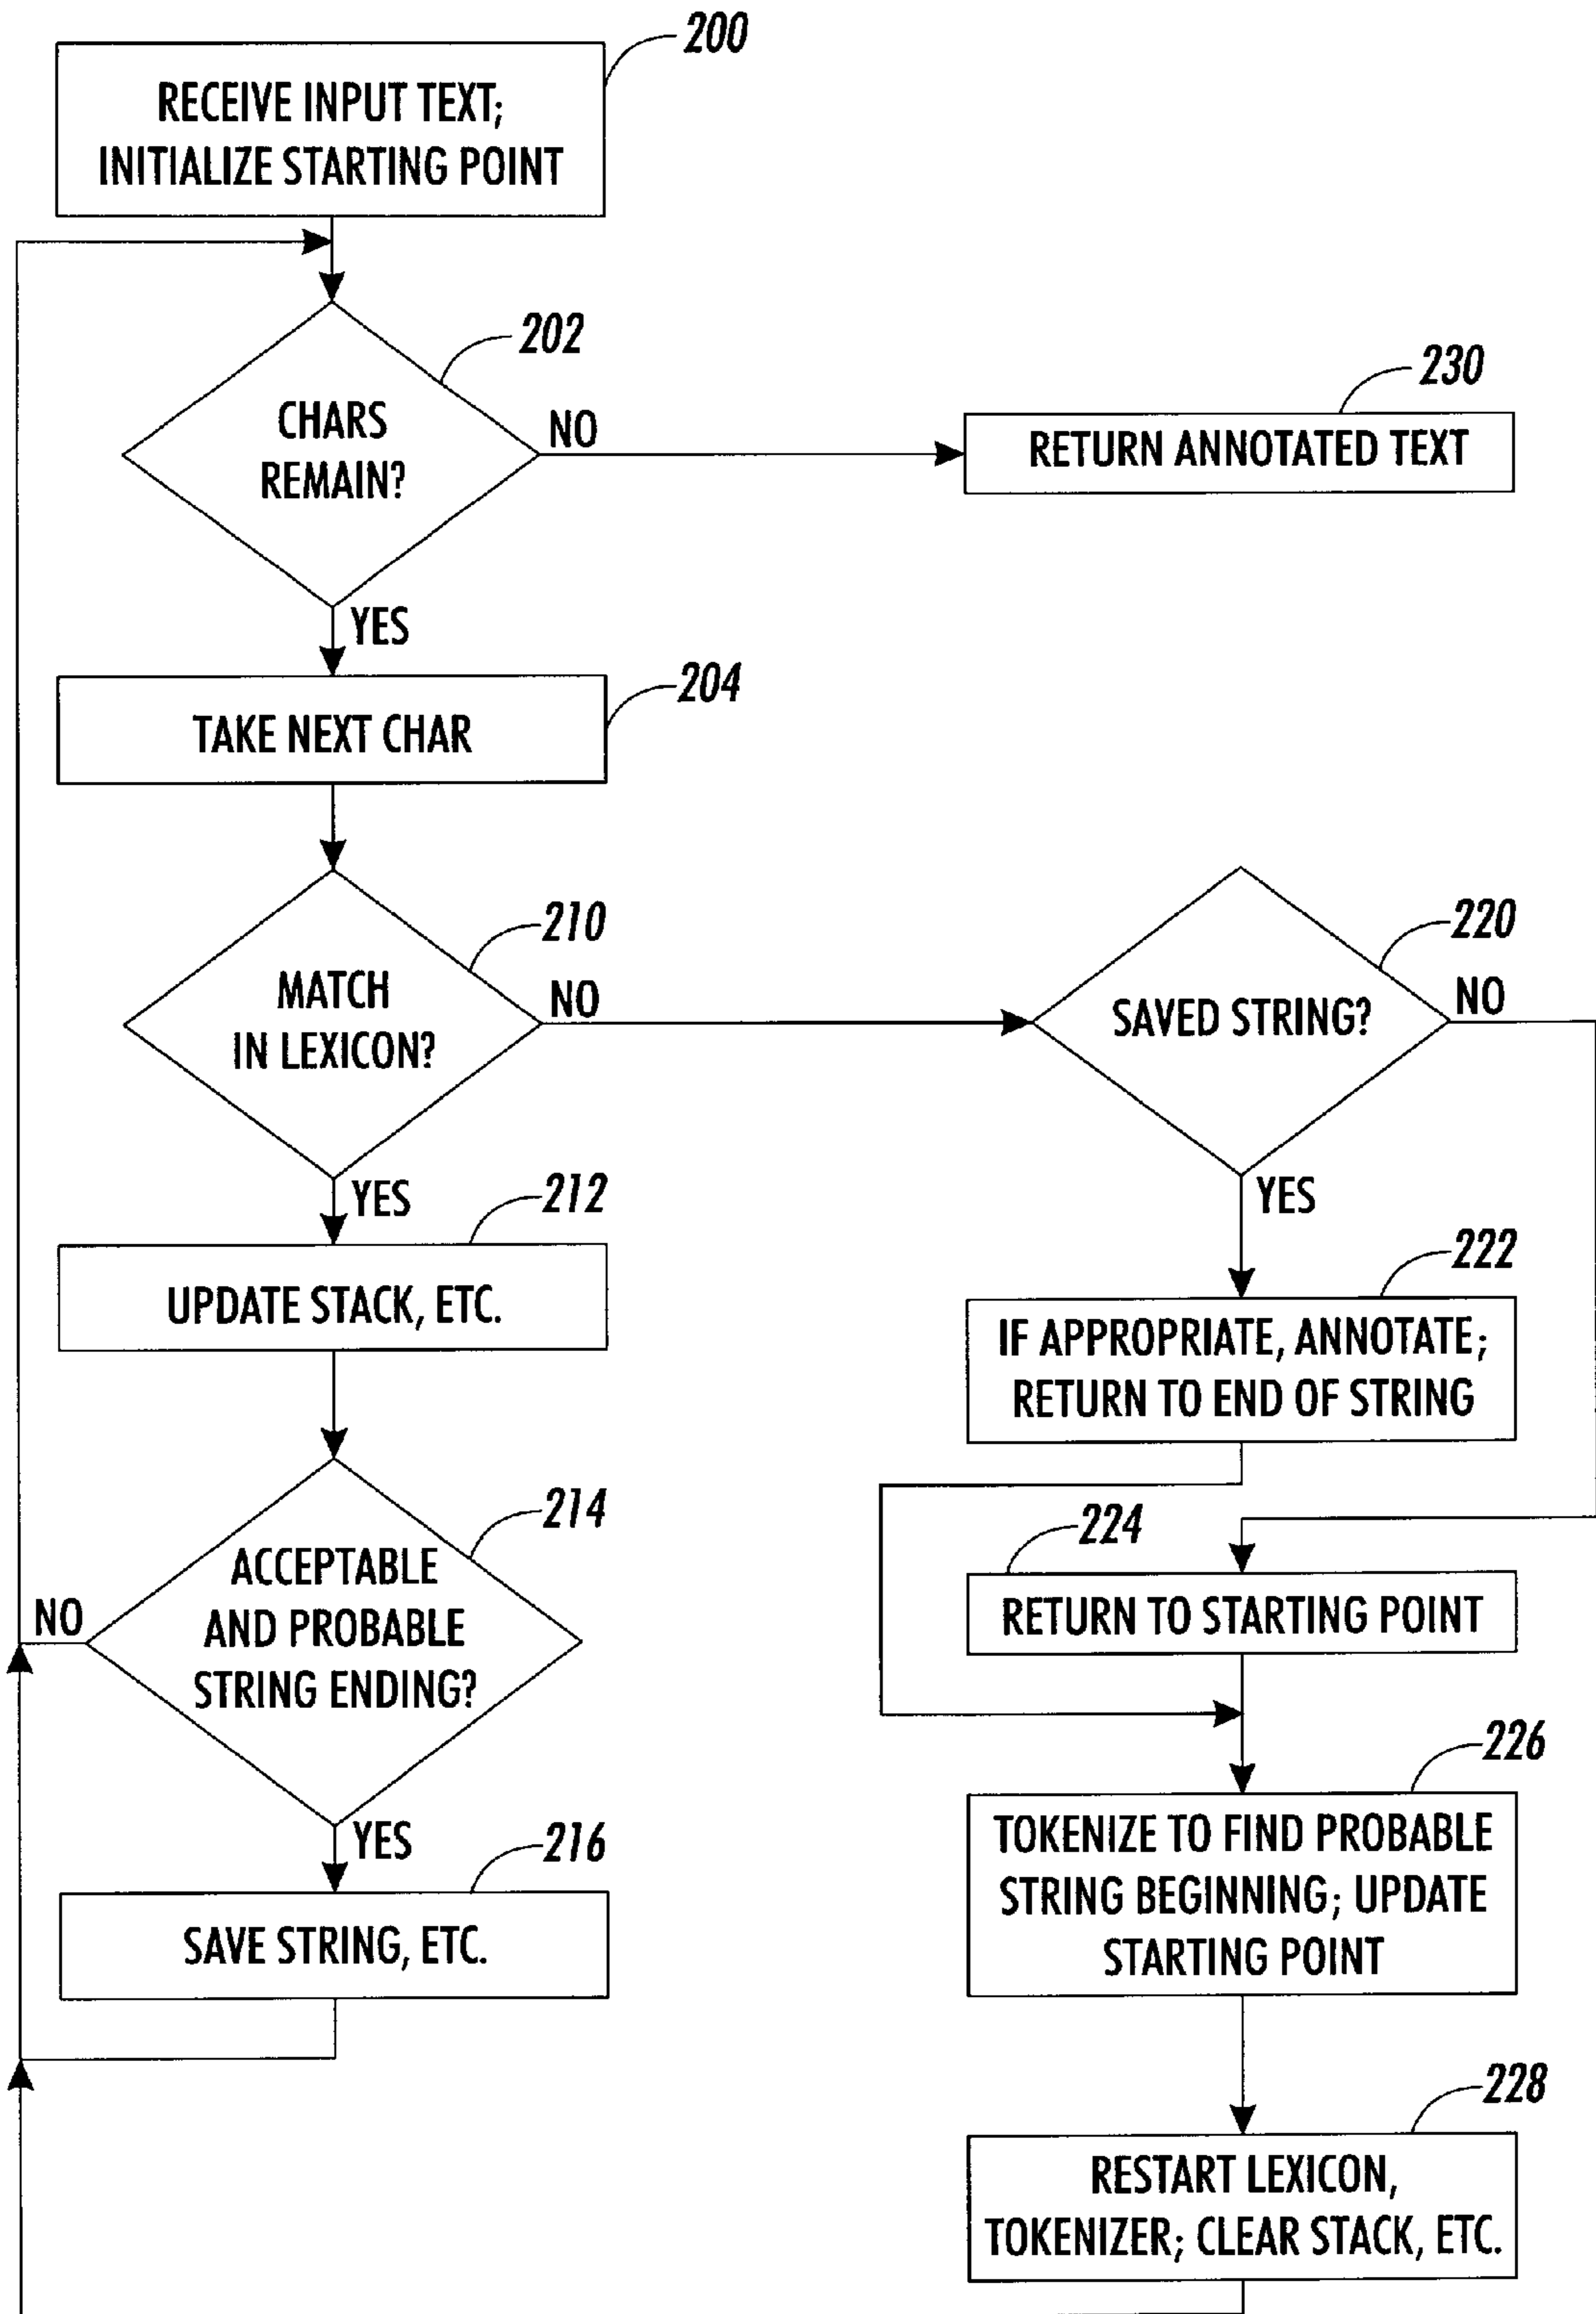 200
RECEIVE INPUT TEXT;
INITIALIZE STARTING POINT
202
CHARS
REMAIN?
NO
230
RETURN ANNOTATED TEXT
YES
204
TAKE NEXT CHAR
210
MATCH
IN LEXICON?
NO
220
SAVED STRING?
NO
YES
212
UPDATE STACK, ETC.
YES
222
IF APPROPRIATE, ANNOTATE;
RETURN TO END OF STRING
214
ACCEPTABLE
AND PROBABLE
STRING ENDING?
NO
224
RETURN TO STARTING POINT
YES
216
SAVE STRING, ETC.
226
TOKENIZE TO FIND PROBABLE
STRING BEGINNING; UPDATE
STARTING POINT
228
RESTART LEXICON,
TOKENIZER; CLEAR STACK, ETC.